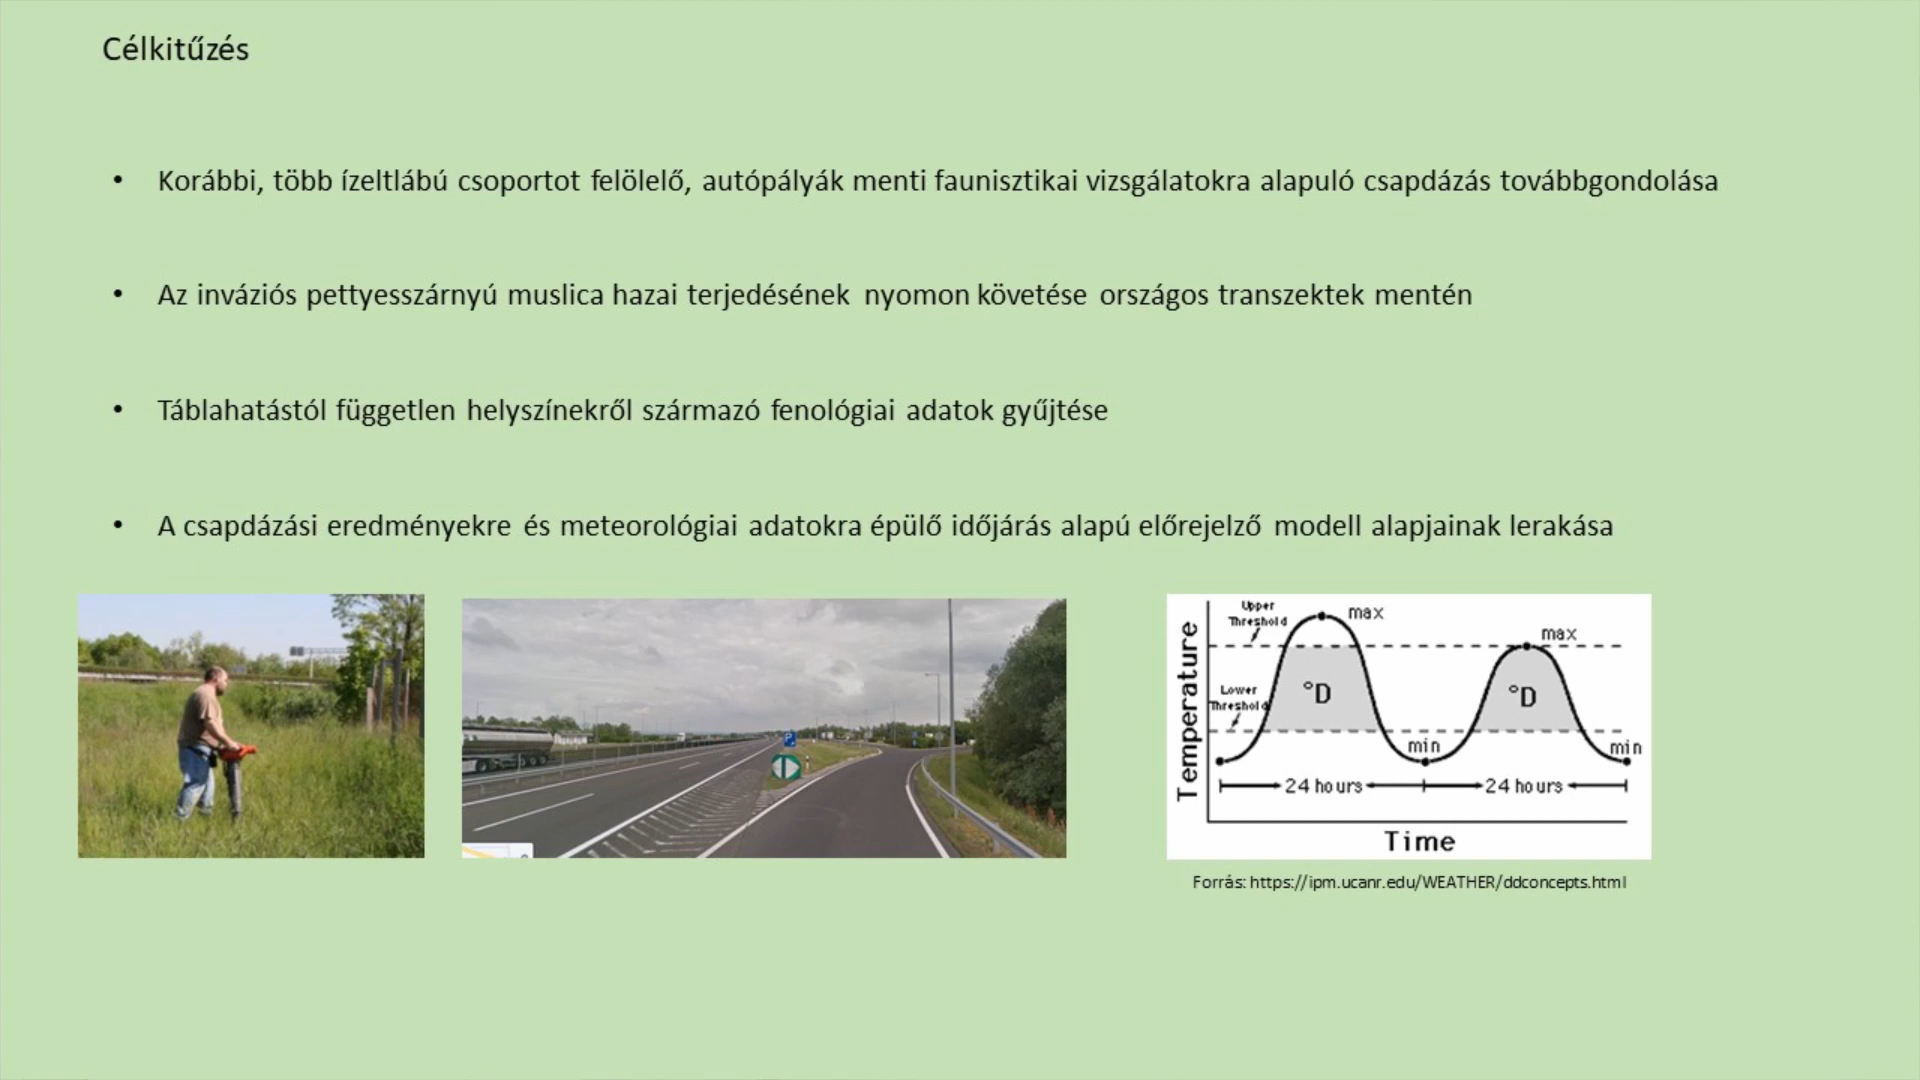 Célkitűzés
• Korábbi, több ízeltlábú csoportot felölelő, autópályák menti faunisztikai vizsgálatokra alapuló csapdázás továbbgondolása
• Az inváziós pettyesszárnyú muslica hazai terjedésének nyomon követése országos transzektek mentén
• Táblahatástól független helyszínekről származó fenológiai adatok gyűjtése
• A csapdázási eredményekre és meteorológiai adatokra épülő időjárás alapú előrejelző modell alapjainak lerakása
P
Temperature
Upper
Threshold
max
max
°D
°D
Lower
Threshold
min
min
24 hours
24 hours
Time
Forrás: https://ipm.ucanr.edu/WEATHER/ddconcepts.html